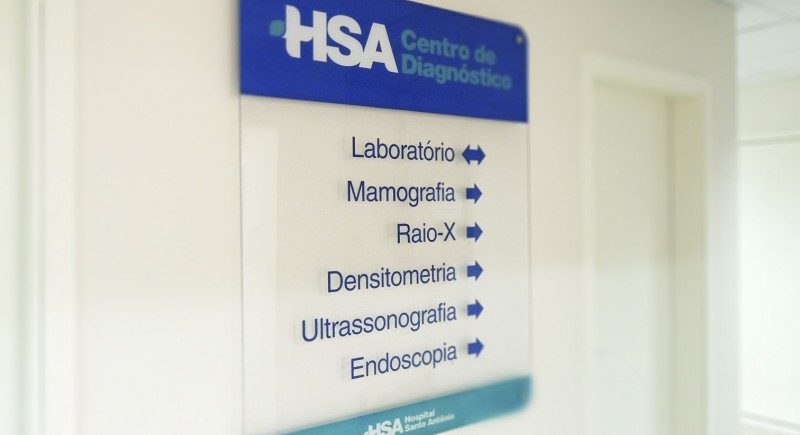 HSA Centro de
Diagnóstico
Laboratório
Mamografia
Raio-X
Densitometria
Ultrassonografia
Endoscopia
HSA Hospital
Santo Antônio